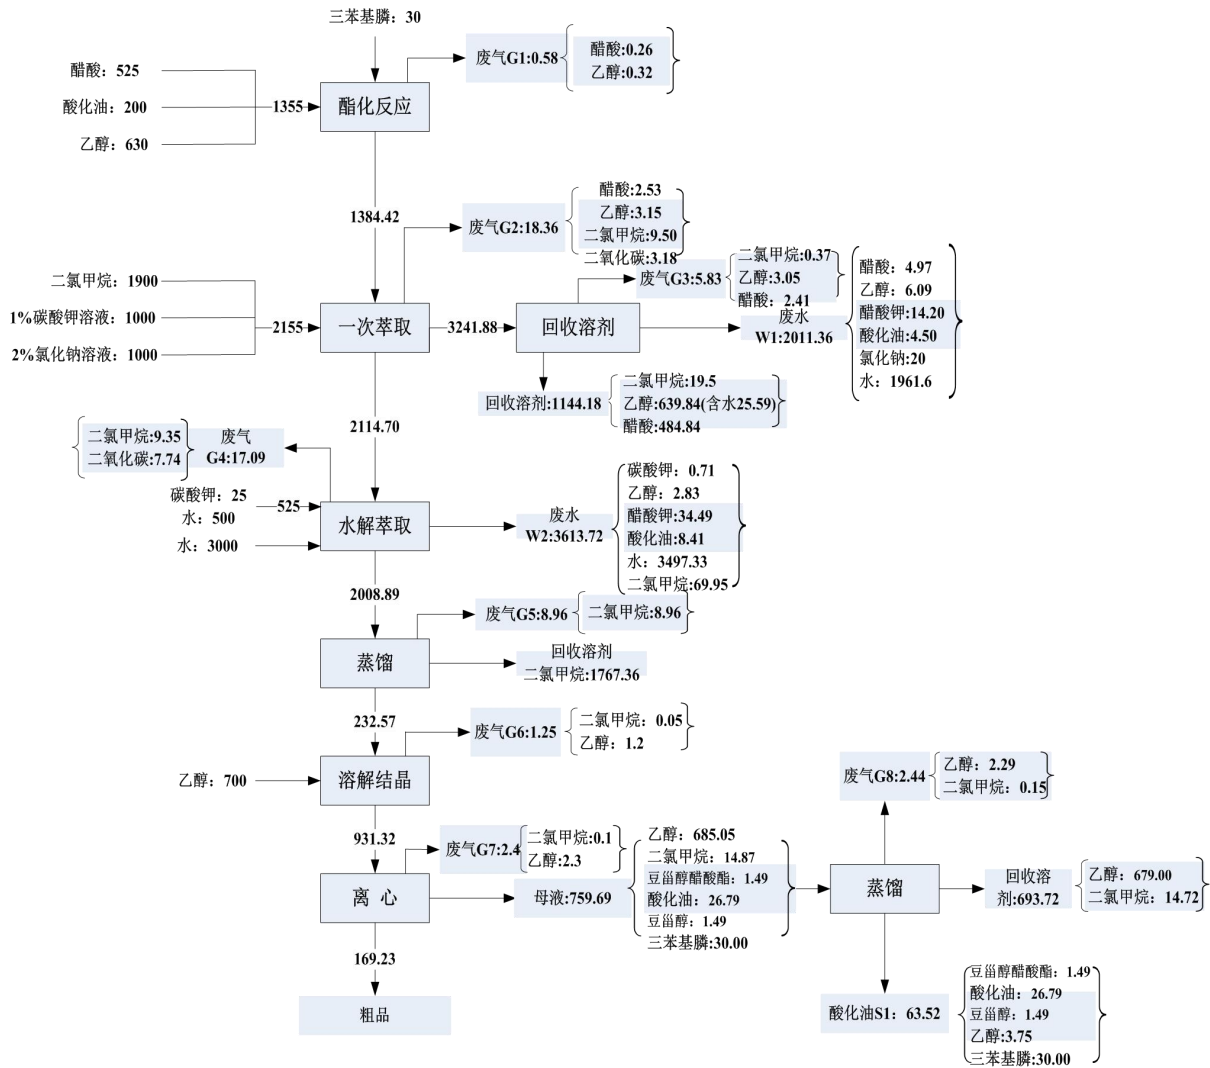 三苯基膦：30
醋酸：525
酸化油：200
乙醇：630
1355
酯化反应
废气G1:0.58
醋酸:0.26
乙醇:0.32
1384.42
废气G2:18.36
醋酸:2.53
乙醇:3.15
二氯甲烷:9.50
二氧化碳:3.18
二氯甲烷：1900
1%碳酸钾溶液：1000
2%氯化钠溶液：1000
2155
一次萃取
3241.88
回收溶剂
废气G3:5.83
二氯甲烷:0.37
乙醇:3.05
醋酸：2.41
废水
W1:2011.36
醋酸：4.97
乙醇：6.09
醋酸钾:14.20
酸化油:4.50
氯化钠:20
水：1961.6
回收溶剂:1144.18
二氯甲烷:19.5
乙醇:639.84(含水25.59)
醋酸:484.84
2114.70
二氯甲烷:9.35
二氧化碳:7.74
废气
G4:17.09
碳酸钾：25
水：500
525
水：3000
水解萃取
废水
W2:3613.72
碳酸钾：0.71
乙醇：2.83
醋酸钾:34.49
酸化油:8.41
水：3497.33
二氯甲烷:69.95
2008.89
废气G5:8.96
二氯甲烷:8.96
蒸馏
回收溶剂
二氯甲烷:1767.36
232.57
废气G6:1.25
二氯甲烷：0.05
乙醇：1.2
乙醇：700
溶解结晶
931.32
废气G7:2.4
二氯甲烷:0.1
乙醇:2.3
离 心
母液:759.69
乙醇：685.05
二氯甲烷：14.87
豆甾醇醋酸酯：1.49
酸化油：26.79
豆甾醇：1.49
三苯基膦:30.00
169.23
粗品
废气G8:2.44
乙醇：2.29
二氯甲烷：0.15
蒸馏
回收溶
剂:693.72
乙醇：679.00
二氯甲烷：14.72
酸化油S1：63.52
豆甾醇醋酸酯：1.49
酸化油：26.79
豆甾醇：1.49
乙醇:3.75
三苯基膦:30.00